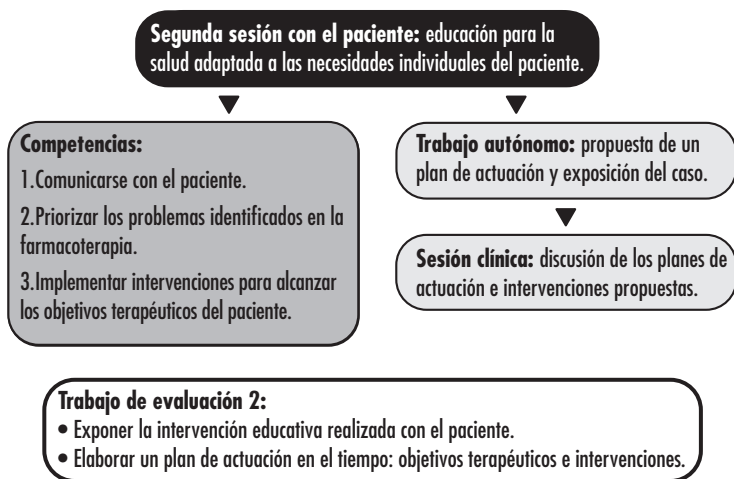 Segunda sesión con el paciente: educación para la
salud adaptada a las necesidades individuales del paciente.
Competencias:
1.Comunicarse con el paciente.
2.Priorizar los problemas identificados en la
farmacoterapia.
3.Implementar intervenciones para alcanzar
los objetivos terapéuticos del paciente.
Trabajo autónomo: propuesta de un
plan de actuación y exposición del caso.
Sesión clínica: discusión de los planes de
actuación e intervenciones propuestas.
Trabajo de evaluación 2:
• Exponer la intervención educativa realizada con el paciente.
• Elaborar un plan de actuación en el tiempo: objetivos terapéuticos e intervenciones.